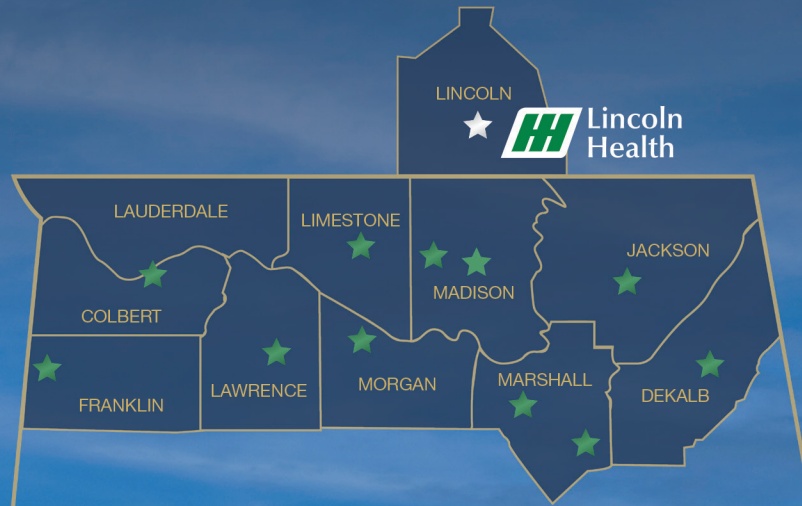 LINCOLN
Lincoln
Health
LAUDERDALE
LIMESTONE
JACKSON
MADISON
COLBERT
MARSHALL
MORGAN
LAWRENCE
DEKALB
FRANKLIN